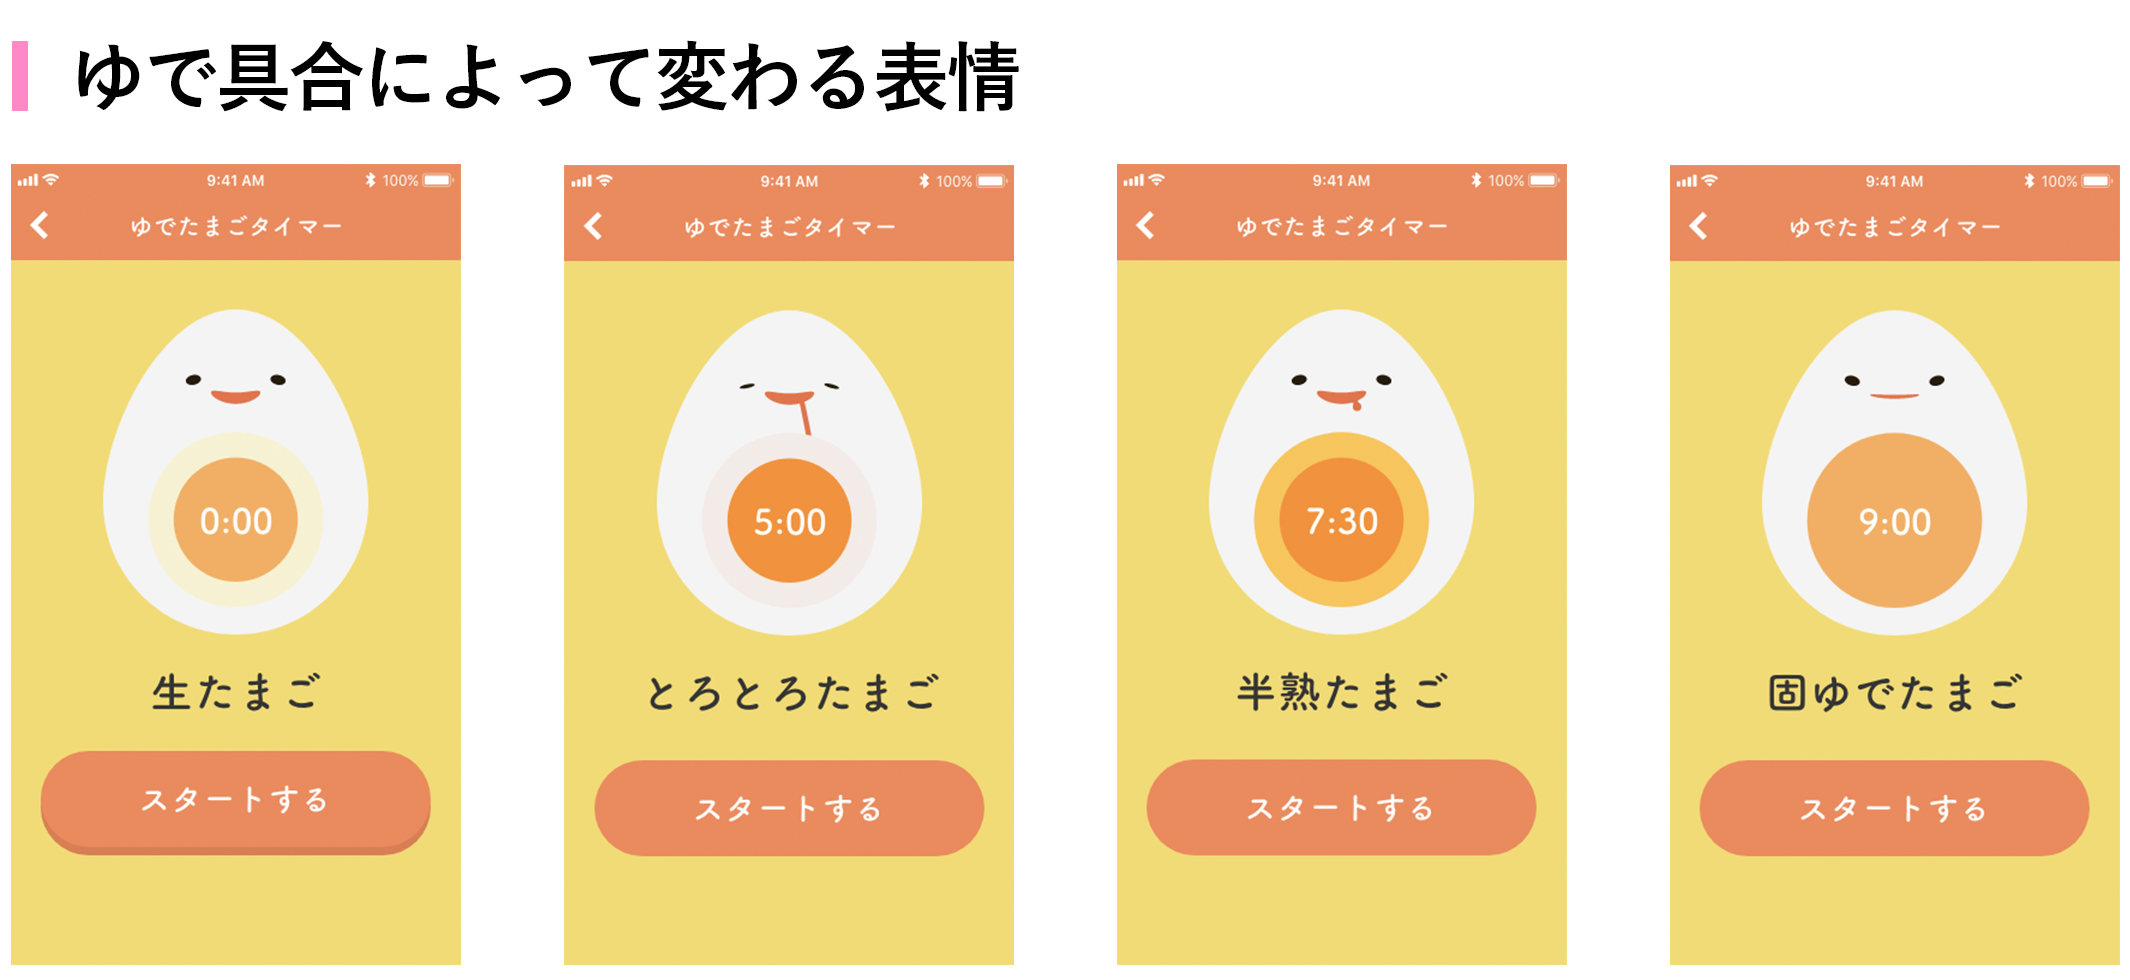 ゆで具合によって変わる表情
9:41 AM
100%
ゆでたまごタイマー
0:00
生たまご
スタートする
9:41 AM
100%
ゆでたまごタイマー
5:00
とろとろたまご
スタートする
9:41 AM
100%
ゆでたまごタイマー
7:30
半熟たまご
スタートする
9:41 AM
100%
ゆでたまごタイマー
9:00
固ゆでたまご
スタートする